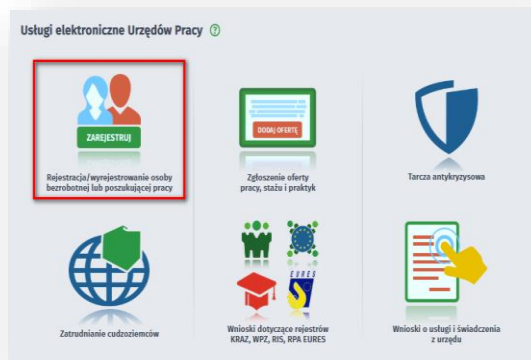 Usługi elektroniczne Urzędów Pracy ?
ZAREJESTRUJ
Rejestracja/wyrejestrowanie osoby
bezrobotnej lub poszukującej pracy
DODAJ OFERTĘ
Zgłoszenie oferty
pracy, stażu i praktyk
Tarcza antykryzysowa
Zatrudnianie cudzoziemców
EURES
Wnioski dotyczące rejestrów
KRAZ, WPZ, RIS, RPA EURES
Wnioski o usługi i świadczenia
z urzędu